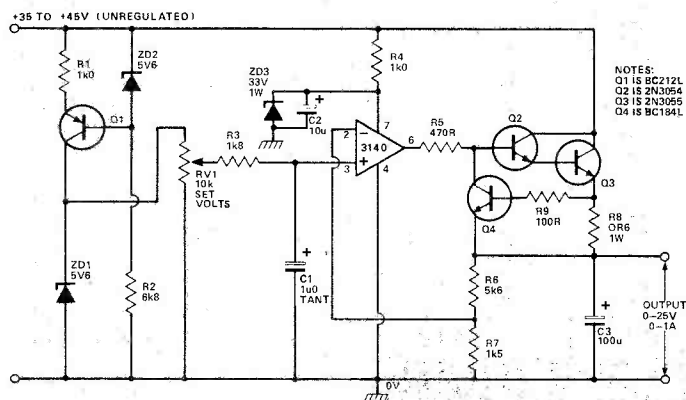 +35 TO +45V (UNREGULATED)
R1
1k0
ZD2
5V6
Q1
ZD1
5V6
R2
6k8
RV1
10k
SET
VOLTS
R3
1k8
C1
1u0
TANT
ZD3
33V
1W
C2
10u
R4
1k0
2
3
7
3140
6
4
R5
470R
Q2
Q3
Q4
R9
100R
R8
0R6
1W
R6
5k6
R7
1k5
C3
100u
OUTPUT
0-25V
0-1A
0V
NOTES:
Q1 IS BC212L
Q2 IS 2N3054
Q3 IS 2N3055
Q4 IS BC184L